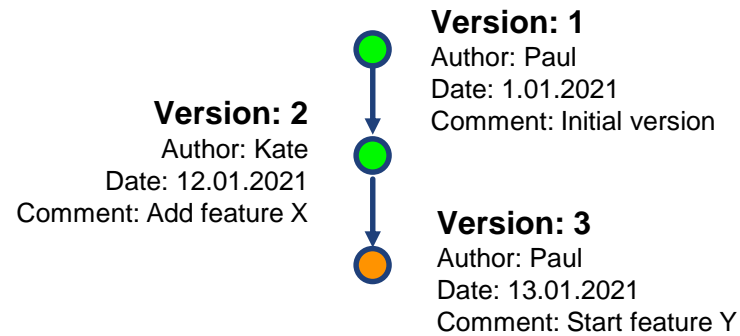 Version: 1
Author: Paul
Date: 1.01.2021
Comment: Initial version
Version: 2
Author: Kate
Date: 12.01.2021
Comment: Add feature X
Version: 3
Author: Paul
Date: 13.01.2021
Comment: Start feature Y